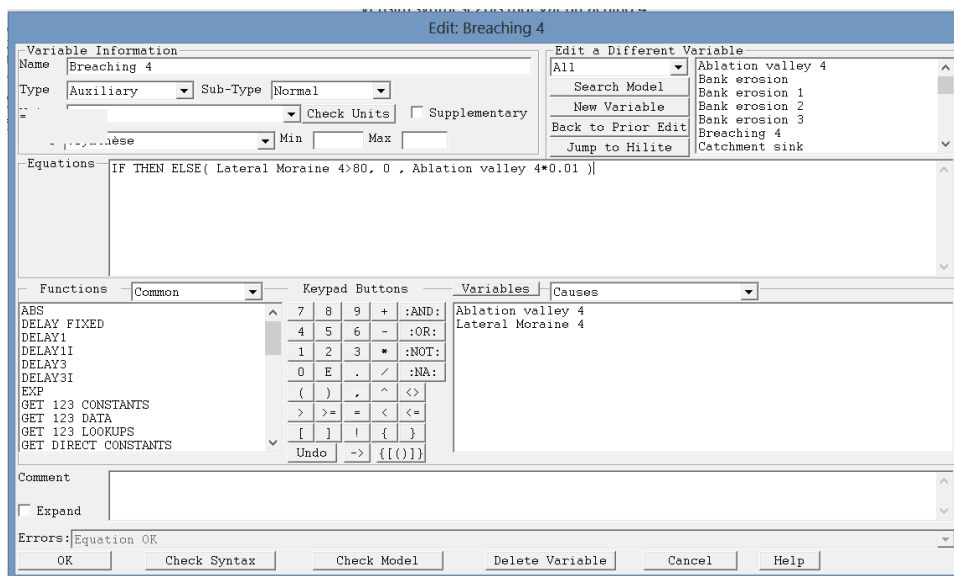 Edit: Breaching 4
Variable Information
Edit a Different Variable
Name Breaching 4
All
Ablation valley 4
Search Model
Bank erosion
Type Auxiliary Sub-Type Normal
Bank erosion 1
New Variable
Bank erosion 2
= Check Units Supplementary
Back to Prior Edit
Bank erosion 3
Breaching 4
Min Max
Jump to Hilite
Catchment sink
Equations IF THEN ELSE( Lateral Moraine 4>80, 0 , Ablation valley 4*0.01 )
Functions Common Keypad Buttons Variables Causes
ABS 7 8 9 + :AND: Ablation valley 4
DELAY FIXED Lateral Moraine 4
DELAY1 4 5 6 - :OR:
DELAY1I 1 2 3 * :NOT:
DELAY3
DELAY3I 0 E . / :NA:
EXP
GET 123 CONSTANTS ( ) , ^ <>
GET 123 DATA > >= = < <=
GET 123 LOOKUPS [ ] ! { }
GET DIRECT CONSTANTS
Undo -> {[()]}
Comment
Expand
Errors: Equation OK
OK Check Syntax Check Model Delete Variable Cancel Help